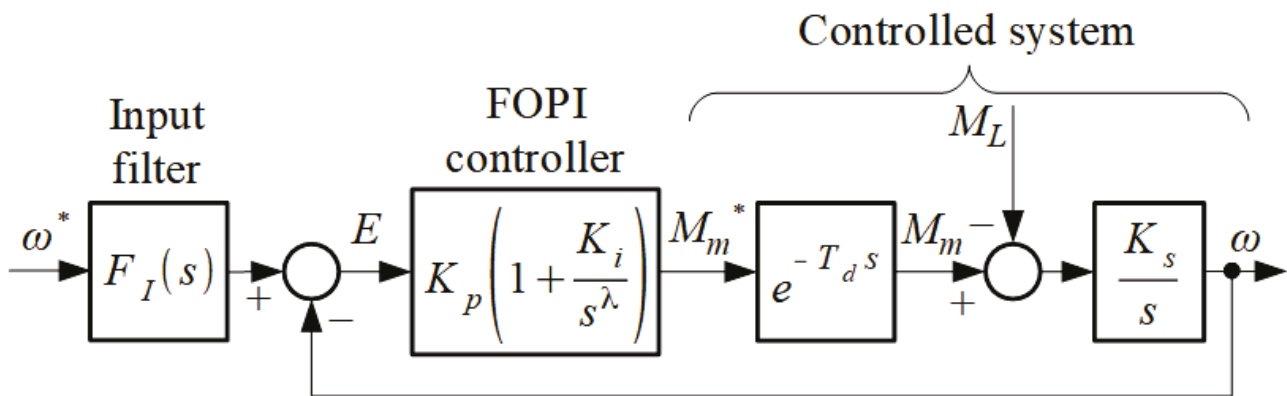 Controlled system
Input
filter
FOPI
controller
M_L
ω*
F_I(s)
+
−
E
K_p(1 + K_i/s^λ)
M_m*
e^{-T_d s}
M_m
−
+
K_s/s
ω